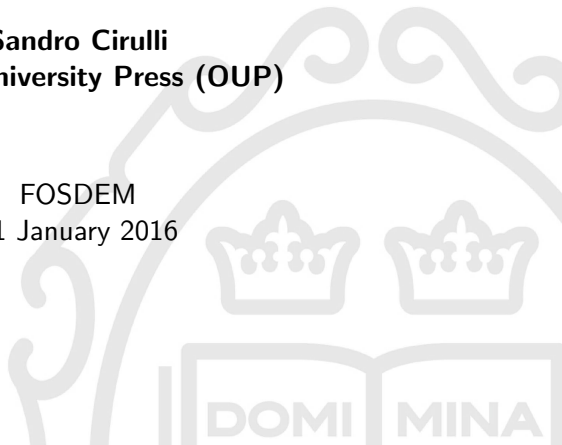 Sandro Cirulli
niversity Press (OUP)
FOSDEM
1 January 2016
DOMI MINA